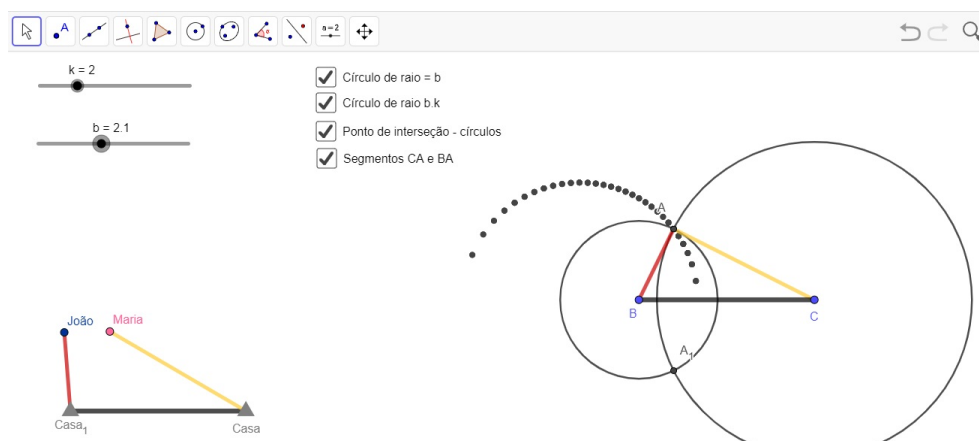 A
a=2
k = 2
b = 2.1
Círculo de raio = b
Círculo de raio b.k
Ponto de interseção - círculos
Segmentos CA e BA
A
B
C
A1
João
Maria
Casa1
Casa